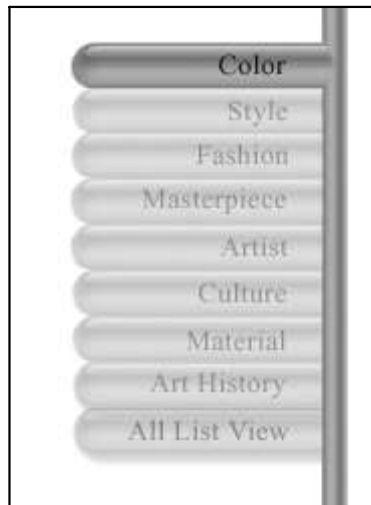 Color
Style
Fashion
Masterpiece
Artist
Culture
Material
Art History
All List View